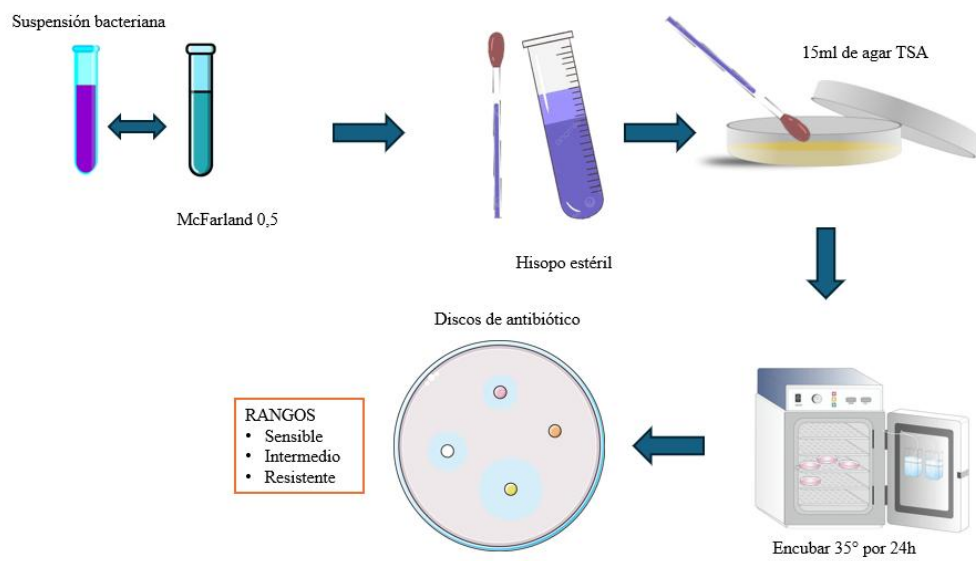 Suspensión bacteriana
McFarland 0,5
Hisopo estéril
15ml de agar TSA
Encubar 35° por 24h
Discos de antibiótico
RANGOS
• Sensible
• Intermedio
• Resistente